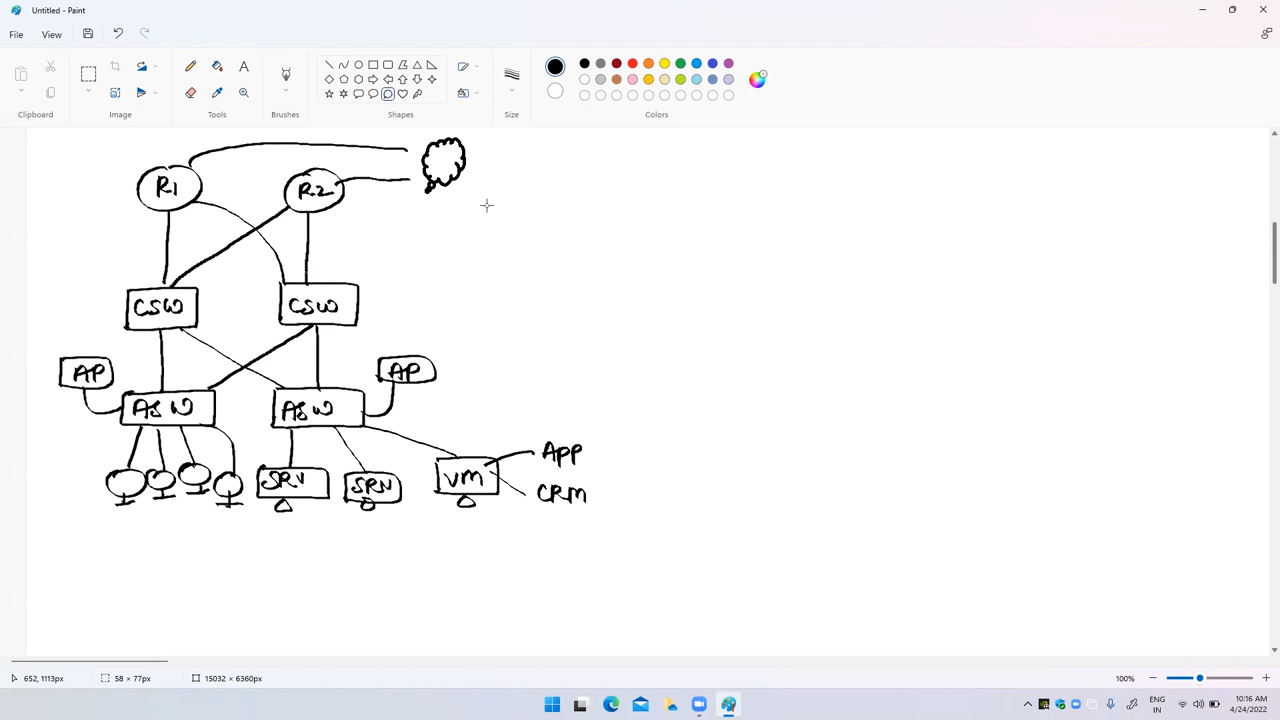 Untitled - Paint
File
View
A
Clipboard
Image
Tools
Brushes
Shapes
Size
Colors
R1
R2
CSW
CSW
AP
AP
ASW
ASW
SRV
SRV
VM
APP
CRM
652, 1113px
58 × 77px
15032 × 6360px
100%
ENG
IN
10:16 AM
4/24/2022